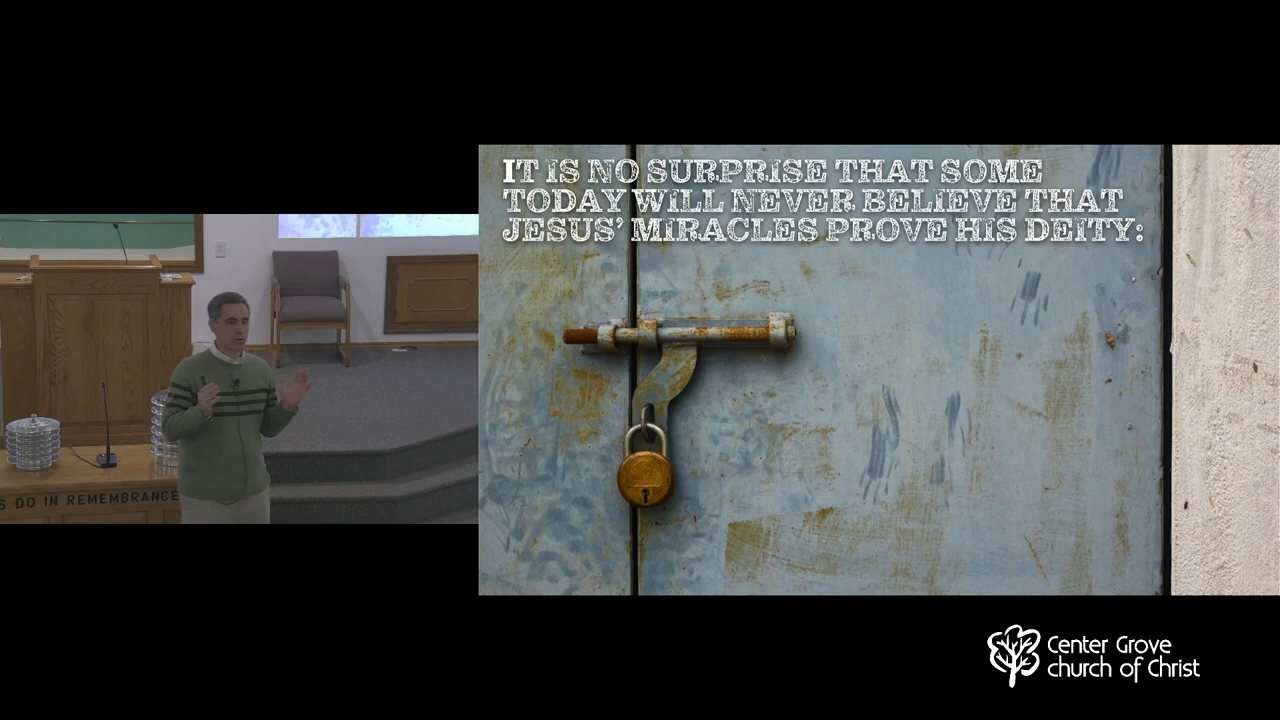 IT IS NO SURPRISE THAT SOME
TODAY WILL NEVER BELIEVE THAT
JESUS’ MIRACLES PROVE HIS DEITY:
S DO IN REMEMBRANCE
Center Grove
church of Christ